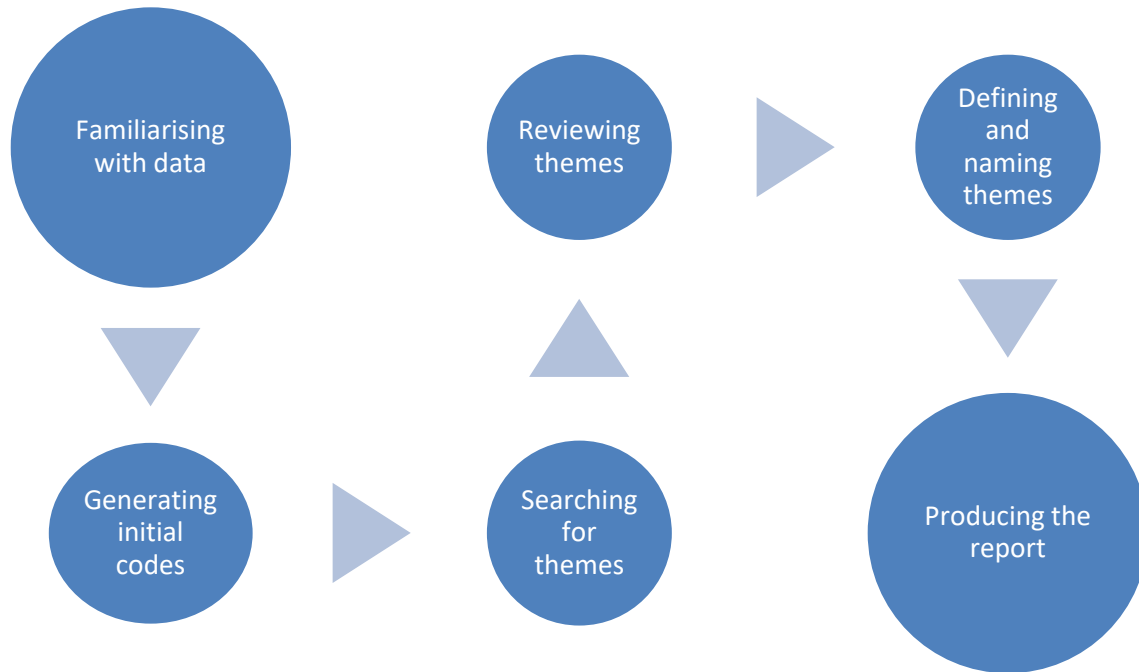 Familiarising
with data
Generating
initial
codes
Searching
for
themes
Reviewing
themes
Defining
and
naming
themes
Producing the
report